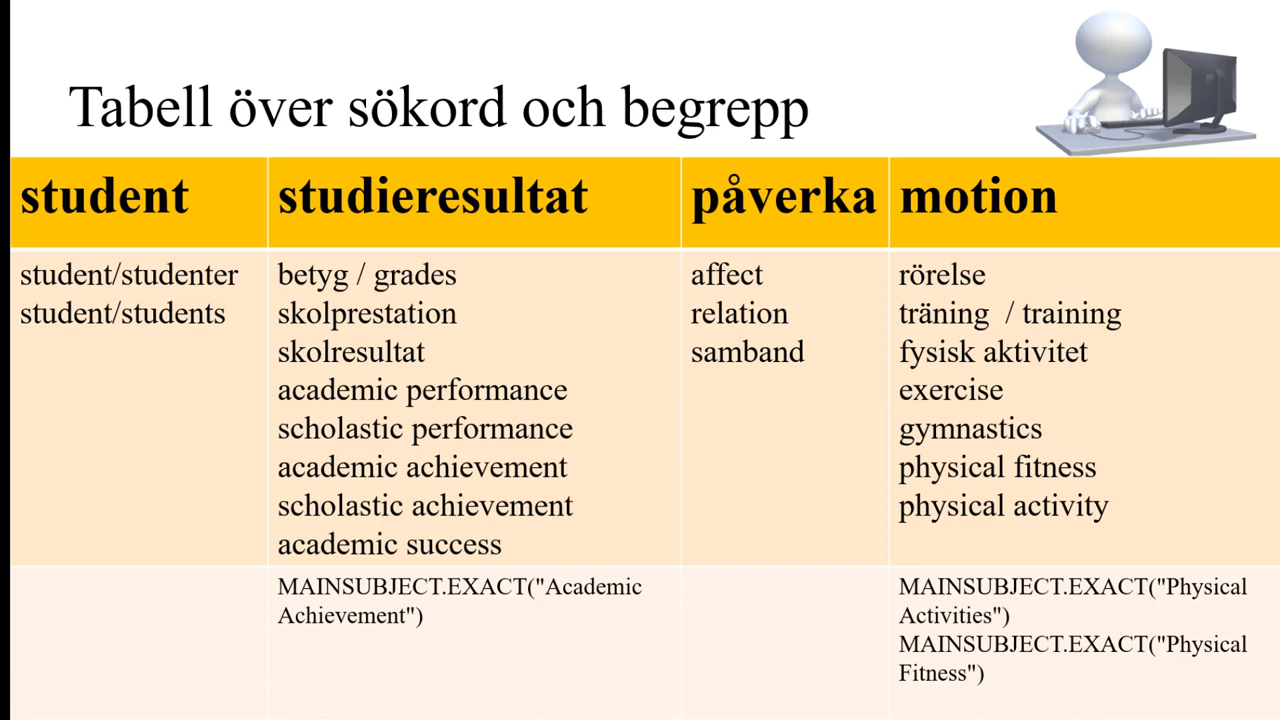 Tabell över sökord och begrepp
student
studieresultat
påverka
motion
student/studenter
student/students
betyg / grades
skolprestation
skolresultat
academic performance
scholastic performance
academic achievement
scholastic achievement
academic success
affect
relation
samband
rörelse
träning / training
fysisk aktivitet
exercise
gymnastics
physical fitness
physical activity
MAINSUBJECT.EXACT("Academic
Achievement")
MAINSUBJECT.EXACT("Physical
Activities")
MAINSUBJECT.EXACT("Physical
Fitness")